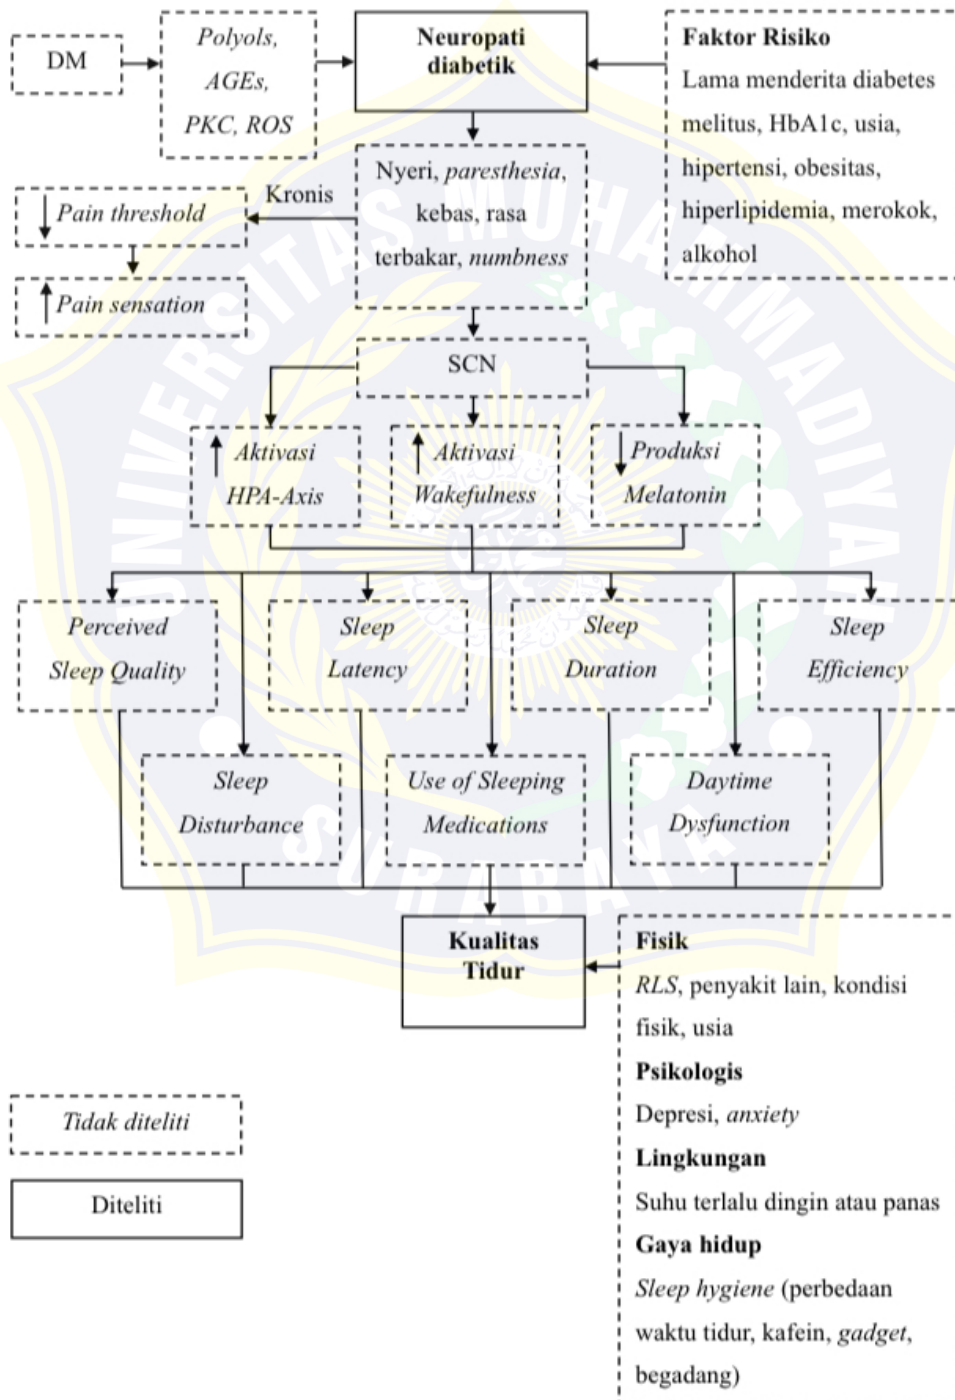 DM
Polyols,
AGEs,
PKC, ROS
Neuropati
diabetik
Faktor Risiko
Lama menderita diabetes
melitus, HbA1c, usia,
hipertensi, obesitas,
hiperlipidemia, merokok,
alkohol
Nyeri, paresthesia,
kebas, rasa
terbakar, numbness
Kronis
Pain threshold
Pain sensation
SCN
Aktivasi
HPA-Axis
Aktivasi
Wakefulness
Produksi
Melatonin
Perceived
Sleep Quality
Sleep
Latency
Sleep
Duration
Sleep
Efficiency
Sleep
Disturbance
Use of Sleeping
Medications
Daytime
Dysfunction
Kualitas
Tidur
Fisik
RLS, penyakit lain, kondisi
fisik, usia
Psikologis
Depresi, anxiety
Lingkungan
Suhu terlalu dingin atau panas
Gaya hidup
Sleep hygiene (perbedaan
waktu tidur, kafein, gadget,
begadang)
Tidak diteliti
Diteliti
UNIVERSITAS MUHAMMADIYAH
SURABAYA